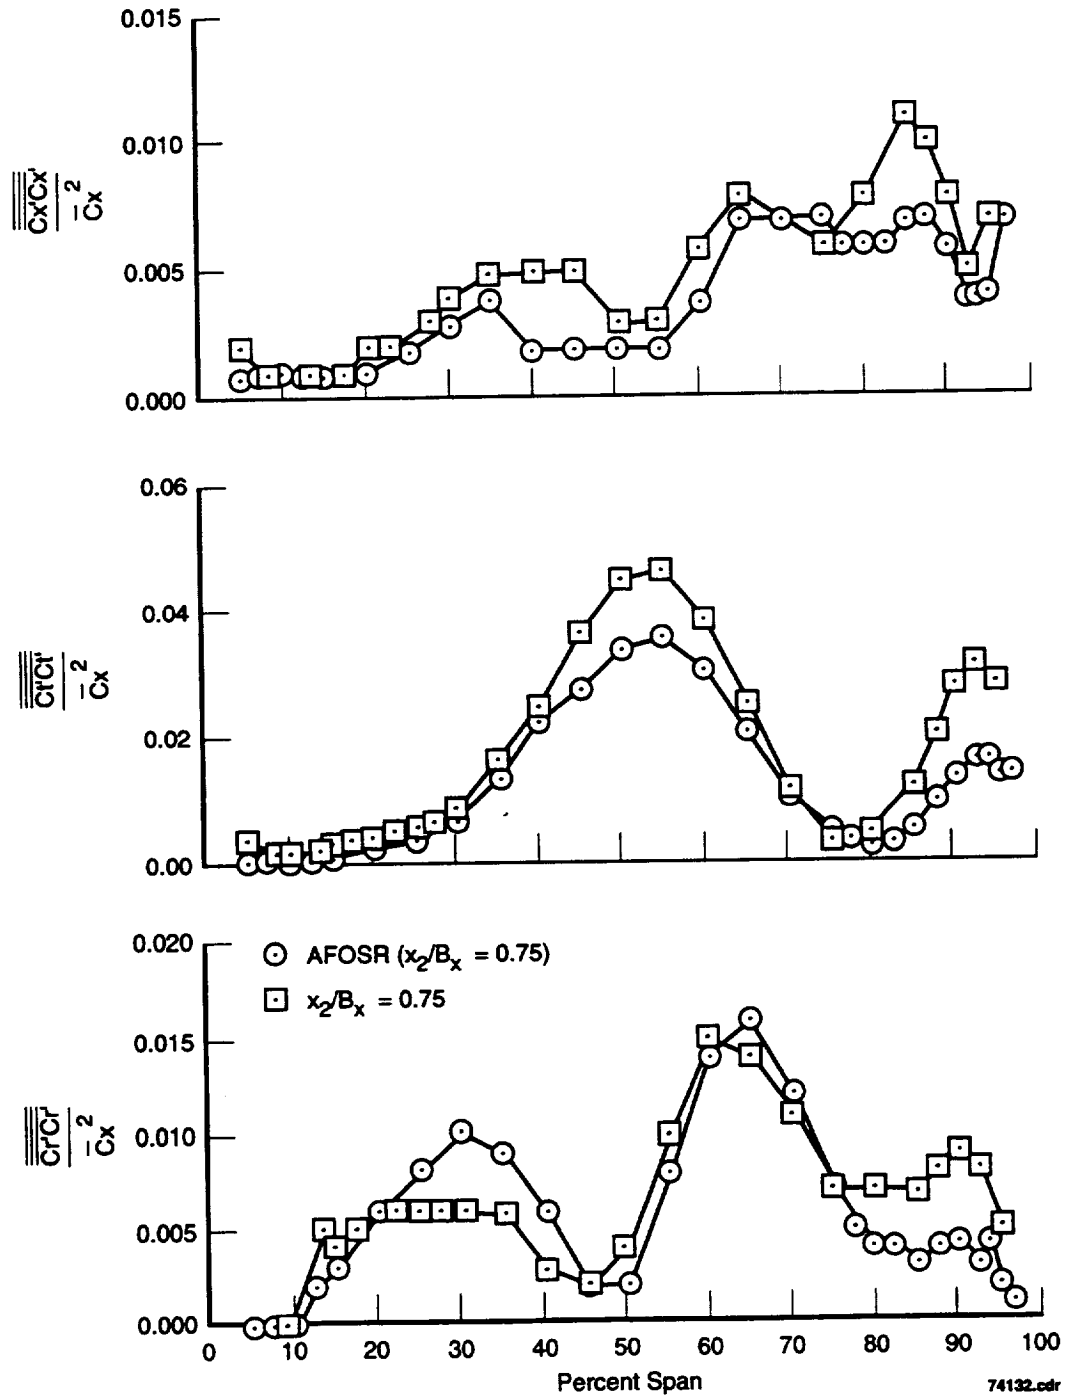 0.015
0.010
0.005
0.000
Cx'Cx'
Cx 2
0.06
0.04
0.02
0.00
Ct'Ct'
Cx 2
0.020
0.015
0.010
0.005
0.000
Cr'Cr'
Cx 2
AFOSR (x2/Bx = 0.75)
x2/Bx = 0.75
0 10 20 30 40 50 60 70 80 90 100
Percent Span
74132.cdr